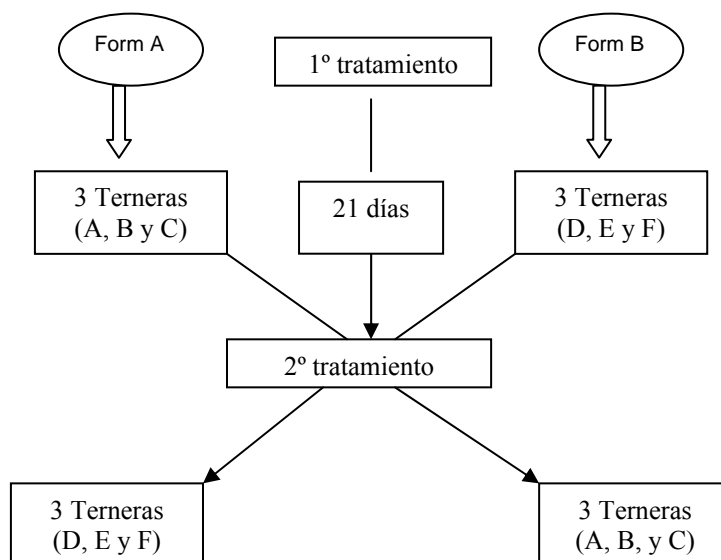 Form A
1º tratamiento
Form B
3 Terneras
(A, B y C)
21 días
3 Terneras
(D, E y F)
2º tratamiento
3 Terneras
(D, E y F)
3 Terneras
(A, B, y C)